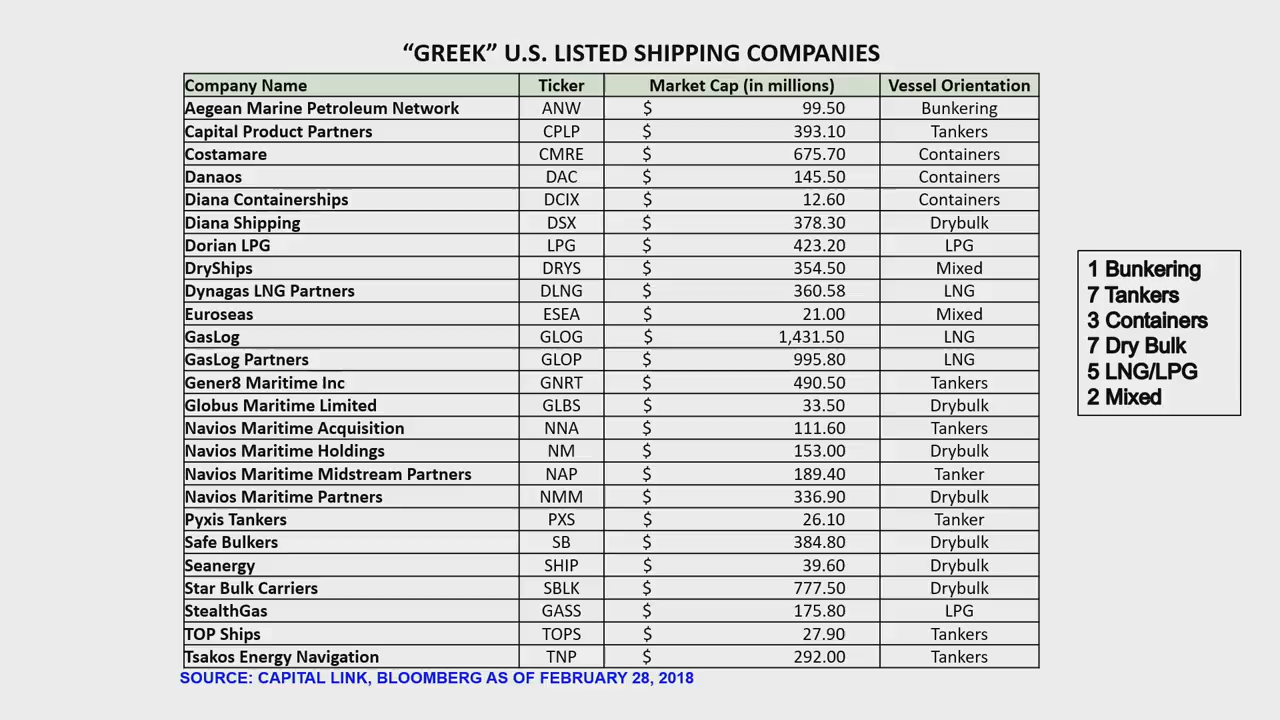 “GREEK” U.S. LISTED SHIPPING COMPANIES
Company Name Ticker Market Cap (in millions) Vessel Orientation
Aegean Marine Petroleum Network ANW $ 99.50 Bunkering
Capital Product Partners CPLP $ 393.10 Tankers
Costamare CMRE $ 675.70 Containers
Danaos DAC $ 145.50 Containers
Diana Containerships DCIX $ 12.60 Containers
Diana Shipping DSX $ 378.30 Drybulk
Dorian LPG LPG $ 423.20 LPG
DryShips DRYS $ 354.50 Mixed
Dynagas LNG Partners DLNG $ 360.58 LNG
Euroseas ESEA $ 21.00 Mixed
GasLog GLOG $ 1,431.50 LNG
GasLog Partners GLOP $ 995.80 LNG
Gener8 Maritime Inc GNRT $ 490.50 Tankers
Globus Maritime Limited GLBS $ 33.50 Drybulk
Navios Maritime Acquisition NNA $ 111.60 Tankers
Navios Maritime Holdings NM $ 153.00 Drybulk
Navios Maritime Midstream Partners NAP $ 189.40 Tanker
Navios Maritime Partners NMM $ 336.90 Drybulk
Pyxis Tankers PXS $ 26.10 Tanker
Safe Bulkers SB $ 384.80 Drybulk
Seanergy SHIP $ 39.60 Drybulk
Star Bulk Carriers SBLK $ 777.50 Drybulk
StealthGas GASS $ 175.80 LPG
TOP Ships TOPS $ 27.90 Tankers
Tsakos Energy Navigation TNP $ 292.00 Tankers
SOURCE: CAPITAL LINK, BLOOMBERG AS OF FEBRUARY 28, 2018
1 Bunkering
7 Tankers
3 Containers
7 Dry Bulk
5 LNG/LPG
2 Mixed